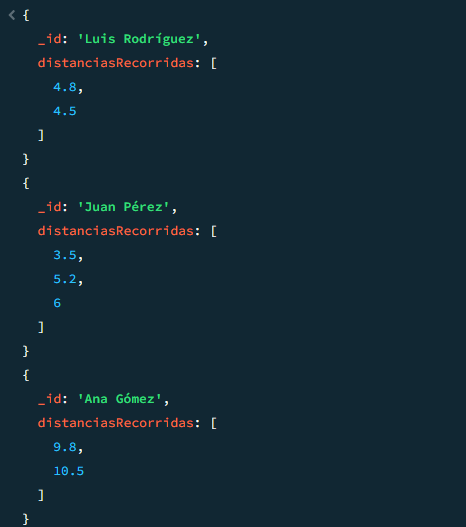 {
_id: 'Luis Rodríguez',
distanciasRecorridas: [
4.8,
4.5
]
}
{
_id: 'Juan Pérez',
distanciasRecorridas: [
3.5,
5.2,
6
]
}
{
_id: 'Ana Gómez',
distanciasRecorridas: [
9.8,
10.5
]
}